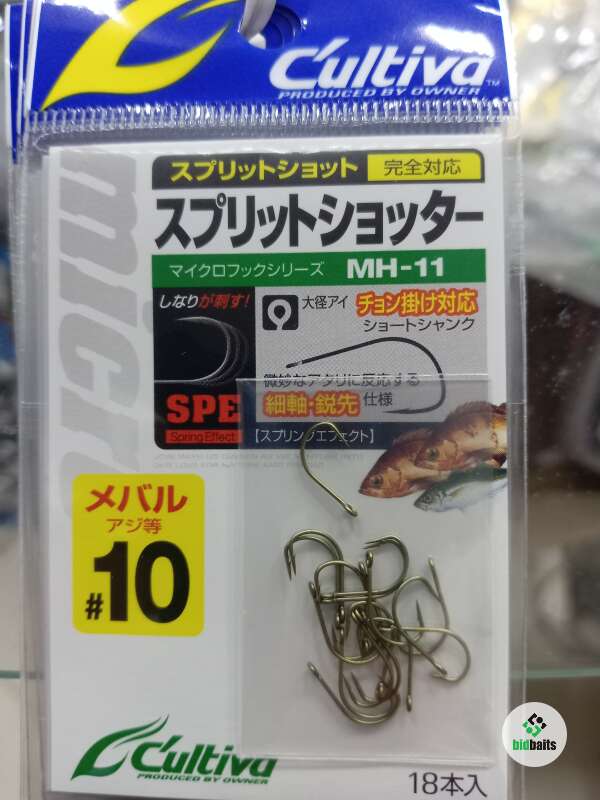 C'ultiva
PRODUCED BY OWNER
TM
スプリットショット 完全対応
スプリットショッター
マイクロフックシリーズ MH-11
micro
しなりが刺す!
大径アイ
チョン掛け対応
ショートシャンク
微妙なアタリに反応する
細軸・鋭先 仕様
SPE
Spring Effect
【スプリングエフェクト】
メバル
アジ等
#10
C'ultiva
PRODUCED BY OWNER
18本入
bidbaits